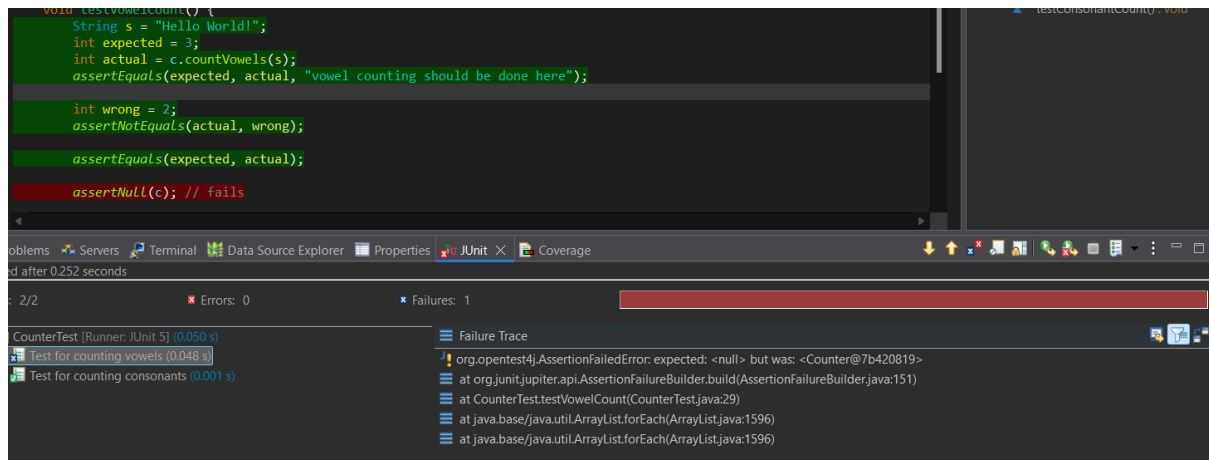 void testVowelCount() {
testConsonantCount() : void
String s = "Hello World!";
int expected = 3;
int actual = c.countVowels(s);
assertEquals(expected, actual, "vowel counting should be done here");
int wrong = 2;
assertNotEquals(actual, wrong);
assertEquals(expected, actual);
assertNull(c); // fails
oblems Servers Terminal Data Source Explorer Properties JUnit Coverage
ed after 0.252 seconds
: 2/2 Errors: 0 Failures: 1
CounterTest [Runner: JUnit 5] (0.050 s)
Test for counting vowels (0.048 s)
Test for counting consonants (0.001 s)
Failure Trace
org.opentest4j.AssertionFailedError: expected: <null> but was: <Counter@7b420819>
at org.junit.jupiter.api.AssertionFailureBuilder.build(AssertionFailureBuilder.java:151)
at CounterTest.testVowelCount(CounterTest.java:29)
at java.base/java.util.ArrayList.forEach(ArrayList.java:1596)
at java.base/java.util.ArrayList.forEach(ArrayList.java:1596)